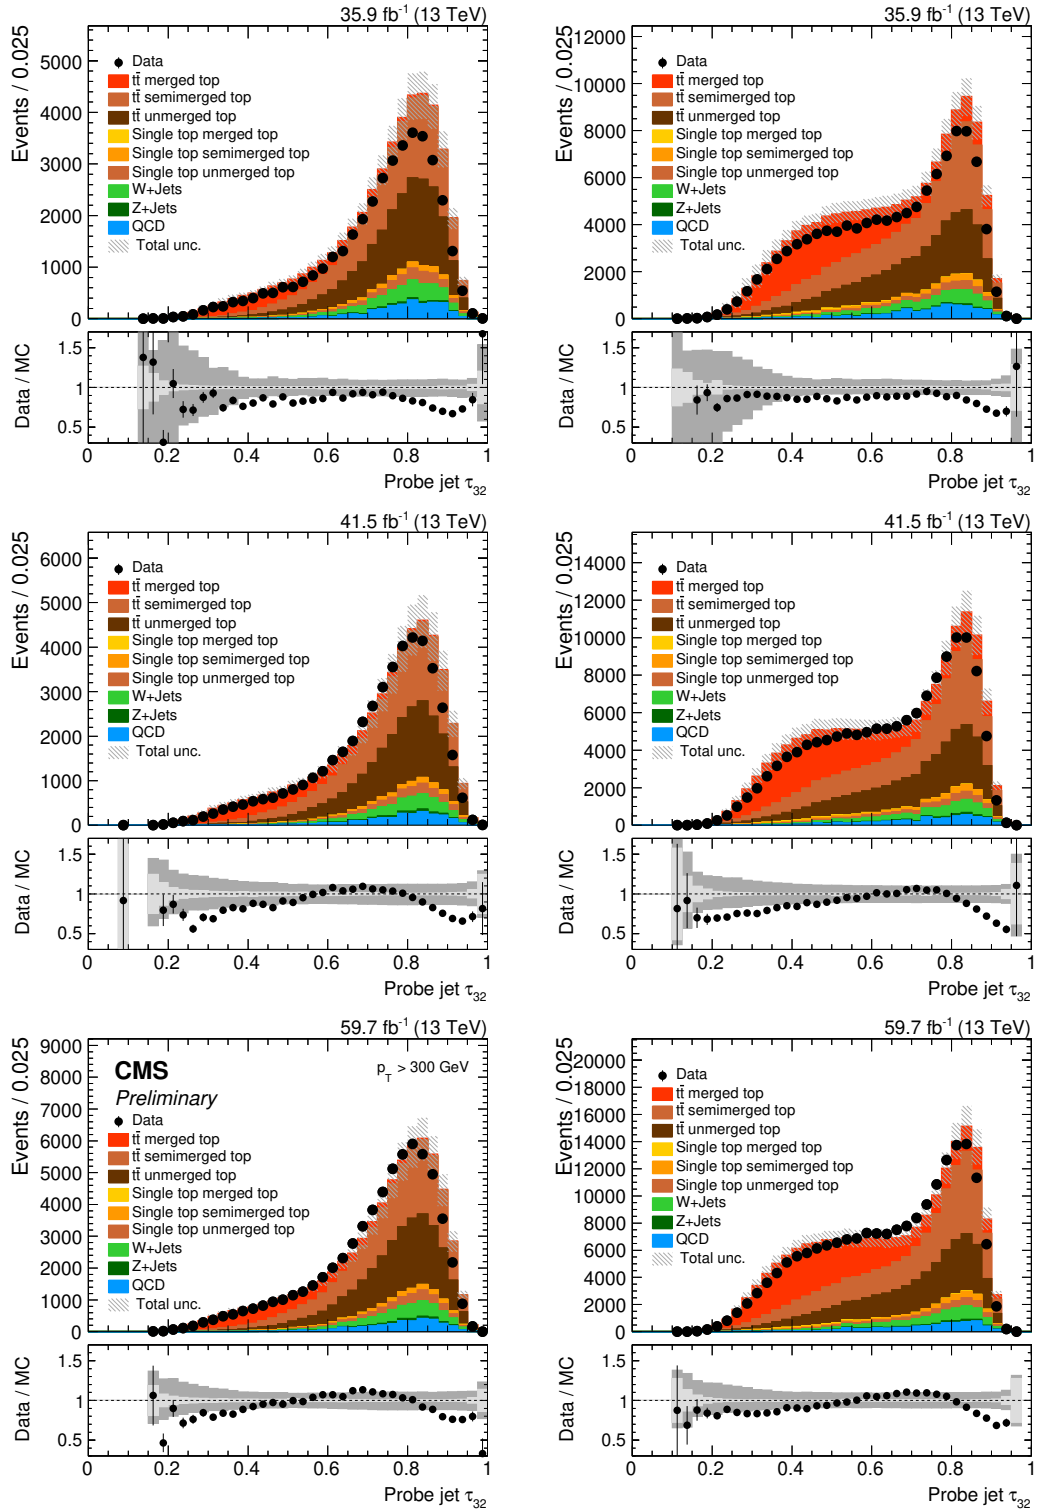 35.9 fb-1 (13 TeV)
Events / 0.025
5000
4000
3000
2000
1000
0
Data
tt̄ merged top
tt̄ semimerged top
tt̄ unmerged top
Single top merged top
Single top semimerged top
Single top unmerged top
W+Jets
Z+Jets
QCD
Total unc.
Data / MC
1.5
1
0.5
0 0.2 0.4 0.6 0.8 1
Probe jet τ32
35.9 fb-1 (13 TeV)
Events / 0.025
12000
10000
8000
6000
4000
2000
0
Data
tt̄ merged top
tt̄ semimerged top
tt̄ unmerged top
Single top merged top
Single top semimerged top
Single top unmerged top
W+Jets
Z+Jets
QCD
Total unc.
Data / MC
1.5
1
0.5
0 0.2 0.4 0.6 0.8 1
Probe jet τ32
41.5 fb-1 (13 TeV)
Events / 0.025
6000
5000
4000
3000
2000
1000
0
Data
tt̄ merged top
tt̄ semimerged top
tt̄ unmerged top
Single top merged top
Single top semimerged top
Single top unmerged top
W+Jets
Z+Jets
QCD
Total unc.
Data / MC
1.5
1
0.5
0 0.2 0.4 0.6 0.8 1
Probe jet τ32
41.5 fb-1 (13 TeV)
Events / 0.025
14000
12000
10000
8000
6000
4000
2000
0
Data
tt̄ merged top
tt̄ semimerged top
tt̄ unmerged top
Single top merged top
Single top semimerged top
Single top unmerged top
W+Jets
Z+Jets
QCD
Total unc.
Data / MC
1.5
1
0.5
0 0.2 0.4 0.6 0.8 1
Probe jet τ32
59.7 fb-1 (13 TeV)
Events / 0.025
9000
8000
7000
6000
5000
4000
3000
2000
1000
0
CMS
Preliminary
pT > 300 GeV
Data
tt̄ merged top
tt̄ semimerged top
tt̄ unmerged top
Single top merged top
Single top semimerged top
Single top unmerged top
W+Jets
Z+Jets
QCD
Total unc.
Data / MC
1.5
1
0.5
0 0.2 0.4 0.6 0.8 1
Probe jet τ32
59.7 fb-1 (13 TeV)
Events / 0.025
20000
18000
16000
14000
12000
10000
8000
6000
4000
2000
0
Data
tt̄ merged top
tt̄ semimerged top
tt̄ unmerged top
Single top merged top
Single top semimerged top
Single top unmerged top
W+Jets
Z+Jets
QCD
Total unc.
Data / MC
1.5
1
0.5
0 0.2 0.4 0.6 0.8 1
Probe jet τ32